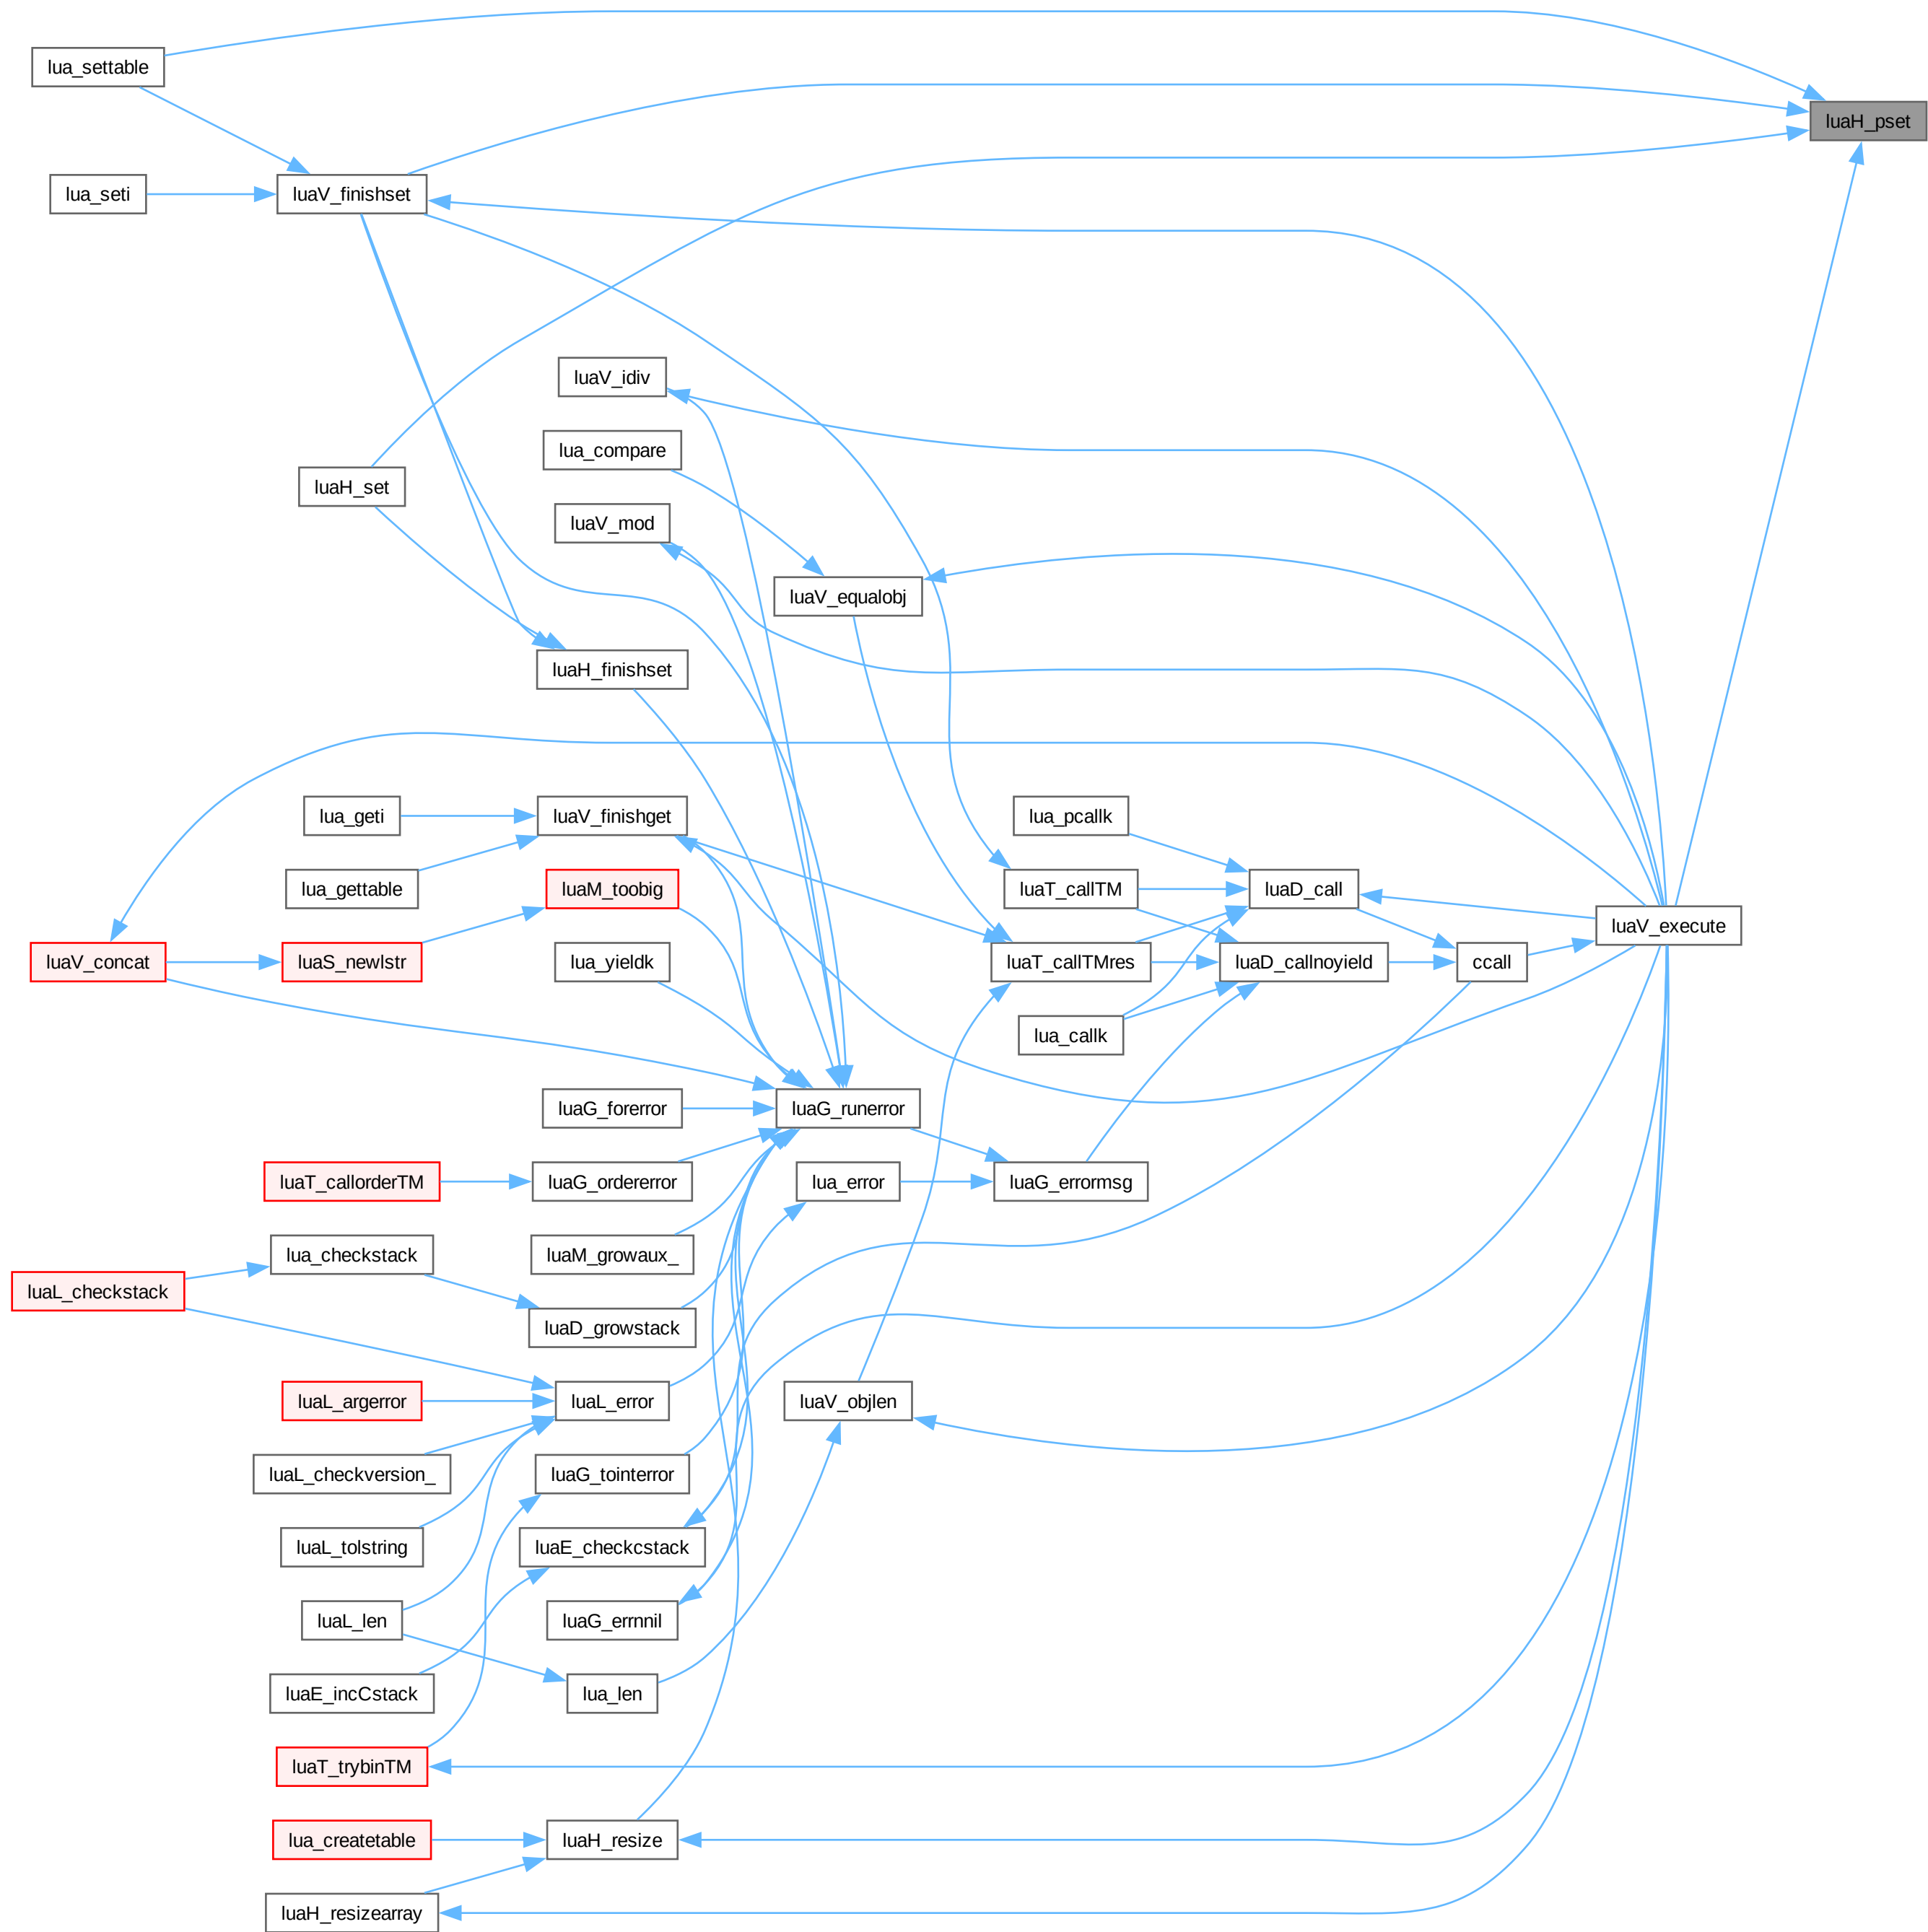 lua_settable
luaH_pset
lua_seti
luaV_finishset
luaV_idiv
lua_compare
luaH_set
luaV_mod
luaV_equalobj
luaH_finishset
lua_geti
luaV_finishget
lua_pcallk
lua_gettable
luaM_toobig
luaT_callTM
luaD_call
luaV_execute
luaV_concat
luaS_newlstr
lua_yieldk
luaT_callTMres
luaD_callnoyield
ccall
lua_callk
luaG_forerror
luaG_runerror
luaT_callorderTM
luaG_ordererror
lua_error
luaG_errormsg
lua_checkstack
luaM_growaux_
luaL_checkstack
luaD_growstack
luaL_argerror
luaL_error
luaV_objlen
luaL_checkversion_
luaG_tointerror
luaL_tolstring
luaE_checkcstack
luaL_len
luaG_errnnil
luaE_incCstack
lua_len
luaT_trybinTM
lua_createtable
luaH_resize
luaH_resizearray